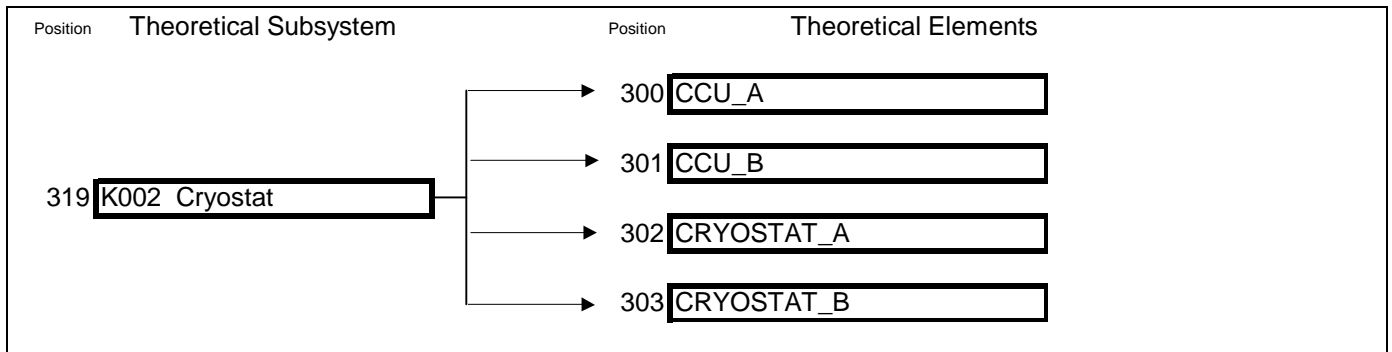 Position Theoretical Subsystem Position Theoretical Elements
300 CCU_A
301 CCU_B
319 K002 Cryostat
302 CRYOSTAT_A
303 CRYOSTAT_B